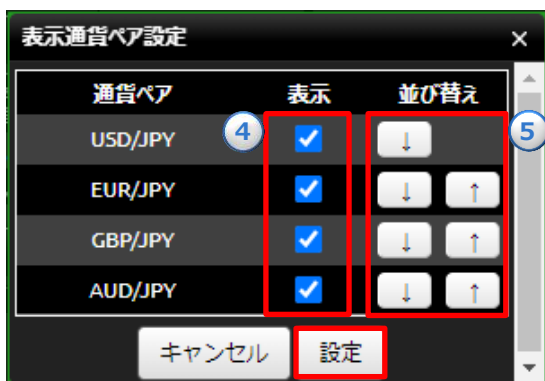 表示通貨ペア設定 ×
通貨ペア 表示 並び替え
USD/JPY 4 ↓ 5
EUR/JPY ↓ ↑
GBP/JPY ↓ ↑
AUD/JPY ↓ ↑
キャンセル 設定